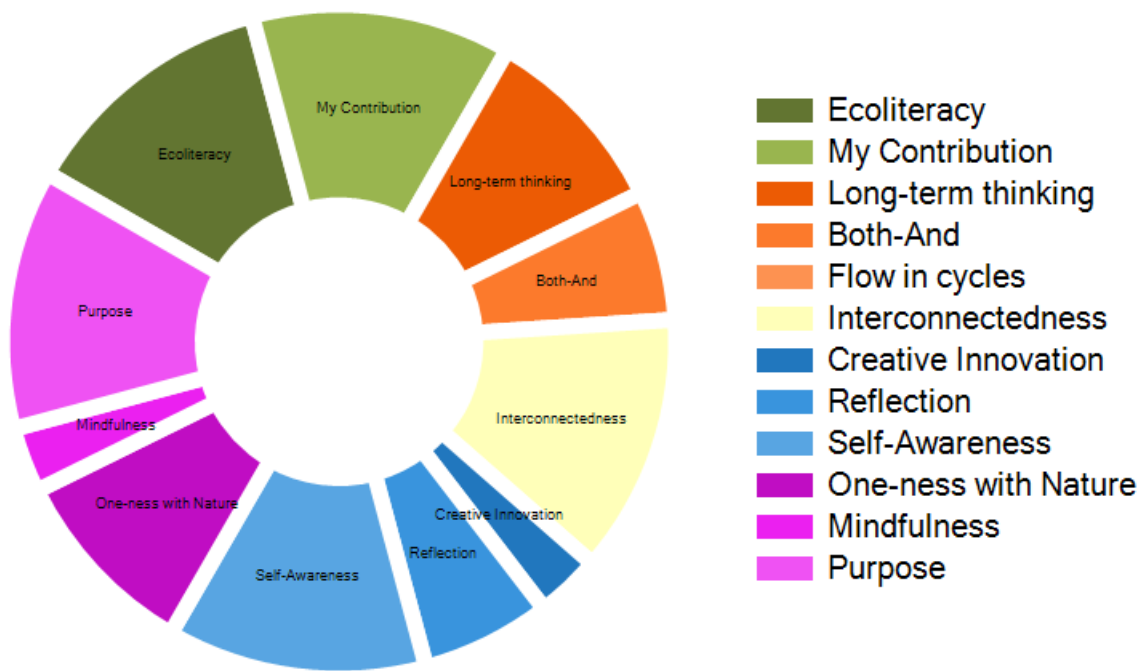 My Contribution
Ecoliteracy
Long-term thinking
Both-And
Purpose
Interconnectedness
Mindfulness
One-ness with Nature
Creative Innovation
Reflection
Self-Awareness
Ecoliteracy
My Contribution
Long-term thinking
Both-And
Flow in cycles
Interconnectedness
Creative Innovation
Reflection
Self-Awareness
One-ness with Nature
Mindfulness
Purpose